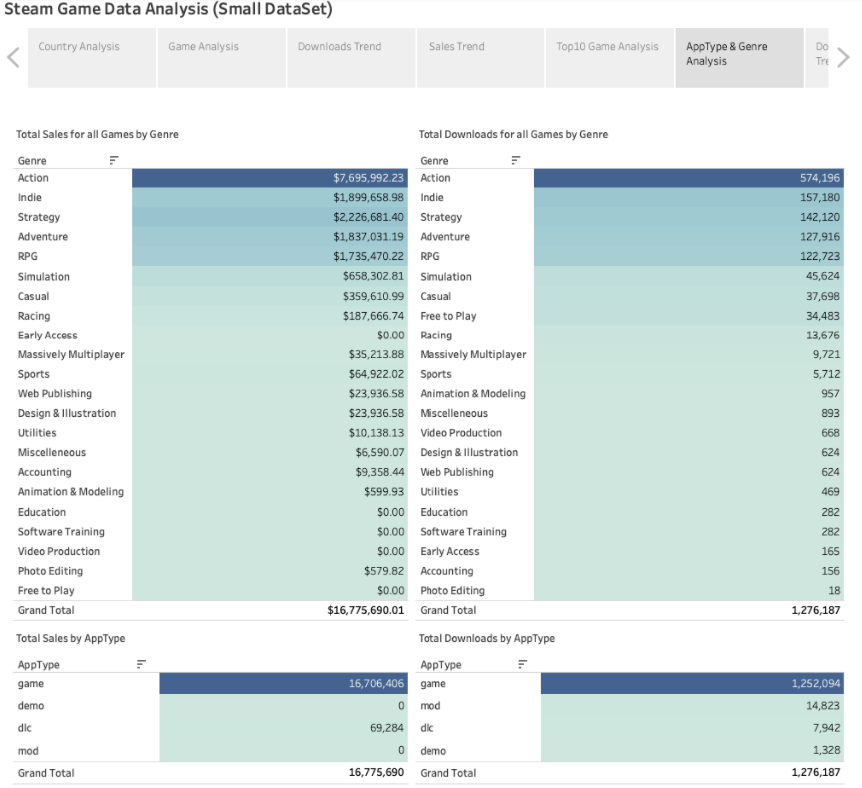 Steam Game Data Analysis (Small DataSet)
Country Analysis
Game Analysis
Downloads Trend
Sales Trend
Top10 Game Analysis
AppType & Genre
Analysis
Do
Tre
Total Sales for all Games by Genre
Genre
Action $7,695,992.23
Indie $1,899,658.98
Strategy $2,226,681.40
Adventure $1,837,031.19
RPG $1,735,470.22
Simulation $658,302.81
Casual $359,610.99
Racing $187,666.74
Early Access $0.00
Massively Multiplayer $35,213.88
Sports $64,922.02
Web Publishing $23,936.58
Design & Illustration $23,936.58
Utilities $10,138.13
Miscelleneous $6,590.07
Accounting $9,358.44
Animation & Modeling $599.93
Education $0.00
Software Training $0.00
Video Production $0.00
Photo Editing $579.82
Free to Play $0.00
Grand Total $16,775,690.01
Total Downloads for all Games by Genre
Genre
Action 574,196
Indie 157,180
Strategy 142,120
Adventure 127,916
RPG 122,723
Simulation 45,624
Casual 37,698
Free to Play 34,483
Racing 13,676
Massively Multiplayer 9,721
Sports 5,712
Animation & Modeling 957
Miscelleneous 893
Video Production 668
Design & Illustration 624
Web Publishing 624
Utilities 469
Education 282
Software Training 282
Early Access 165
Accounting 156
Photo Editing 18
Grand Total 1,276,187
Total Sales by AppType
AppType
game 16,706,406
demo 0
dlc 69,284
mod 0
Grand Total 16,775,690
Total Downloads by AppType
AppType
game 1,252,094
mod 14,823
dlc 7,942
demo 1,328
Grand Total 1,276,187